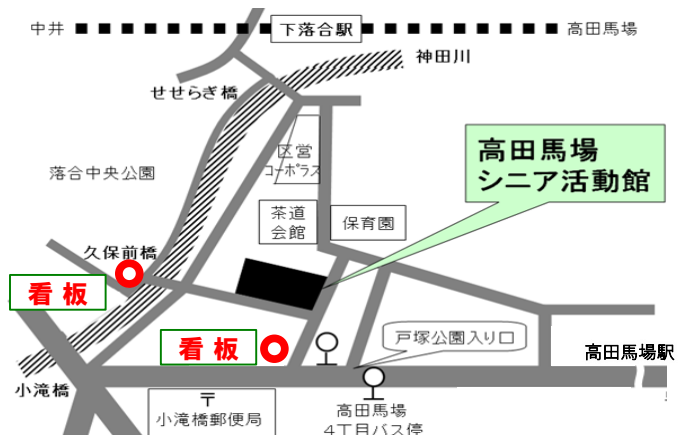 中井
下落合駅
高田馬場
神田川
せせらぎ橋
高田馬場
シニア活動館
区営
コーポラス
落合中央公園
茶道
会館
保育園
久保前橋
看板
看板
戸塚公園入り口
高田馬場駅
小滝橋
〒
小滝橋郵便局
高田馬場
4丁目バス停